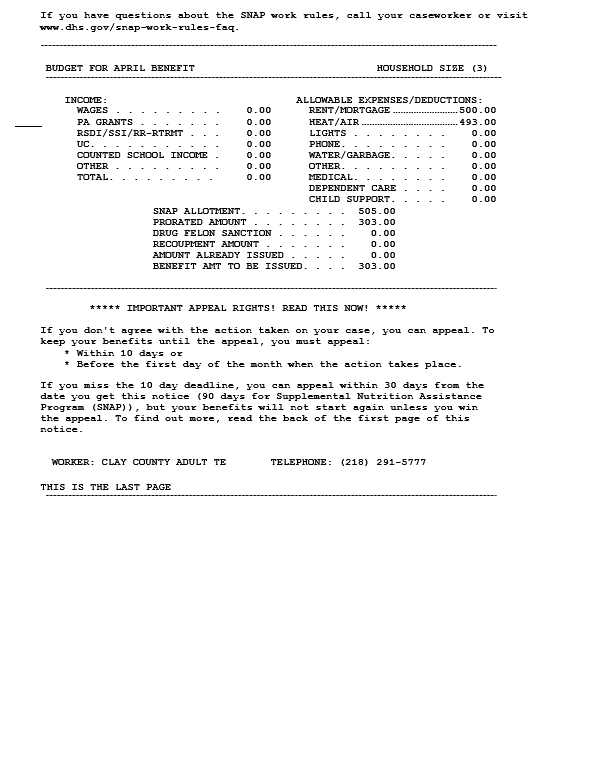 If you have questions about the SNAP work rules, call your caseworker or visit
www.dhs.gov/snap-work-rules-faq.
BUDGET FOR APRIL BENEFIT HOUSEHOLD SIZE (3)
INCOME: ALLOWABLE EXPENSES/DEDUCTIONS:
WAGES . . . . . . . . . 0.00 RENT/MORTGAGE ........................500.00
PA GRANTS . . . . . . . 0.00 HEAT/AIR ....................................493.00
RSDI/SSI/RR-RTRMT . . . 0.00 LIGHTS . . . . . . . . 0.00
UC. . . . . . . . . . . 0.00 PHONE. . . . . . . . . 0.00
COUNTED SCHOOL INCOME . 0.00 WATER/GARBAGE. . . . . 0.00
OTHER . . . . . . . . . 0.00 OTHER. . . . . . . . . 0.00
TOTAL. . . . . . . . . 0.00 MEDICAL. . . . . . . . 0.00
DEPENDENT CARE . . . . 0.00
CHILD SUPPORT. . . . . 0.00
SNAP ALLOTMENT. . . . . . . . . 505.00
PRORATED AMOUNT . . . . . . . . 303.00
DRUG FELON SANCTION . . . . . . 0.00
RECOUPMENT AMOUNT . . . . . . . 0.00
AMOUNT ALREADY ISSUED . . . . . 0.00
BENEFIT AMT TO BE ISSUED. . . . 303.00
***** IMPORTANT APPEAL RIGHTS! READ THIS NOW! *****
If you don't agree with the action taken on your case, you can appeal. To
keep your benefits until the appeal, you must appeal:
* Within 10 days or
* Before the first day of the month when the action takes place.
If you miss the 10 day deadline, you can appeal within 30 days from the
date you get this notice (90 days for Supplemental Nutrition Assistance
Program (SNAP)), but your benefits will not start again unless you win
the appeal. To find out more, read the back of the first page of this
notice.
WORKER: CLAY COUNTY ADULT TE TELEPHONE: (218) 291-5777
THIS IS THE LAST PAGE